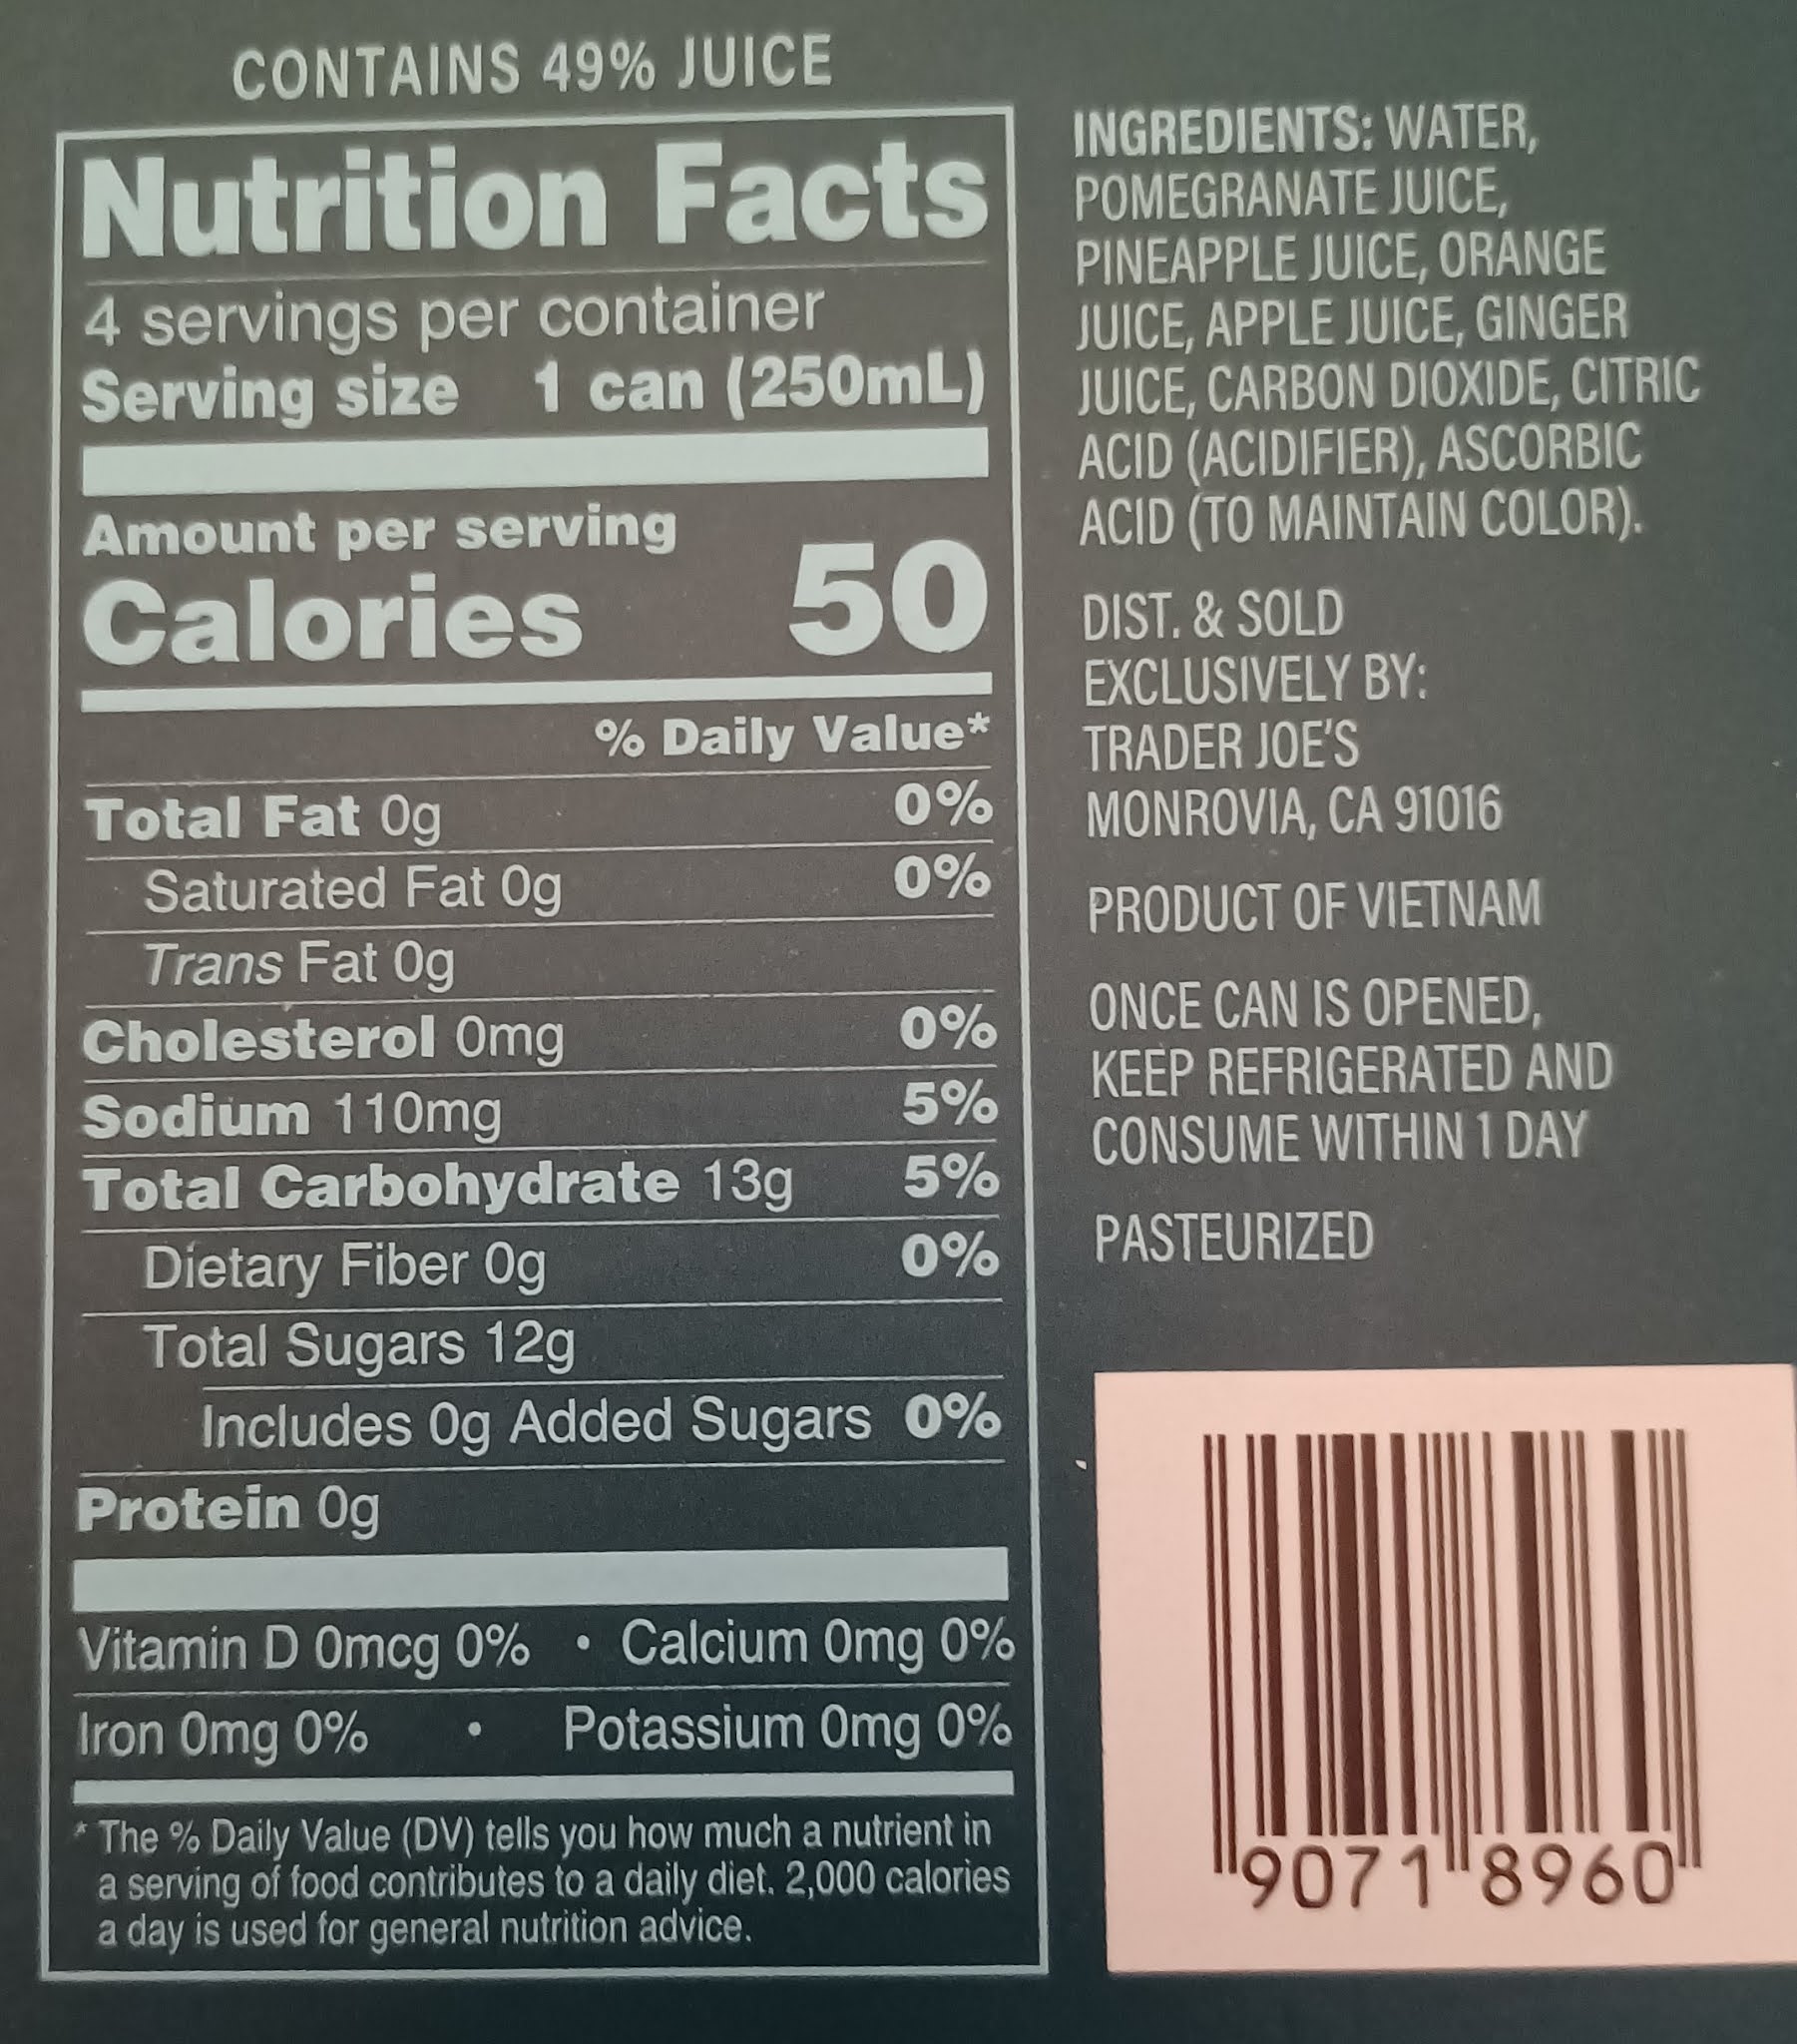 CONTAINS 49% JUICE
Nutrition Facts
4 servings per container
Serving size 1 can (250mL)
Amount per serving
Calories 50
% Daily Value*
Total Fat 0g 0%
Saturated Fat 0g 0%
Trans Fat 0g
Cholesterol 0mg 0%
Sodium 110mg 5%
Total Carbohydrate 13g 5%
Dietary Fiber 0g 0%
Total Sugars 12g
Includes 0g Added Sugars 0%
Protein 0g
Vitamin D 0mcg 0% • Calcium 0mg 0%
Iron 0mg 0% • Potassium 0mg 0%
* The % Daily Value (DV) tells you how much a nutrient in
a serving of food contributes to a daily diet. 2,000 calories
a day is used for general nutrition advice.
INGREDIENTS: WATER,
POMEGRANATE JUICE,
PINEAPPLE JUICE, ORANGE
JUICE, APPLE JUICE, GINGER
JUICE, CARBON DIOXIDE, CITRIC
ACID (ACIDIFIER), ASCORBIC
ACID (TO MAINTAIN COLOR).
DIST. & SOLD
EXCLUSIVELY BY:
TRADER JOE'S
MONROVIA, CA 91016
PRODUCT OF VIETNAM
ONCE CAN IS OPENED,
KEEP REFRIGERATED AND
CONSUME WITHIN 1 DAY
PASTEURIZED
9071 8960